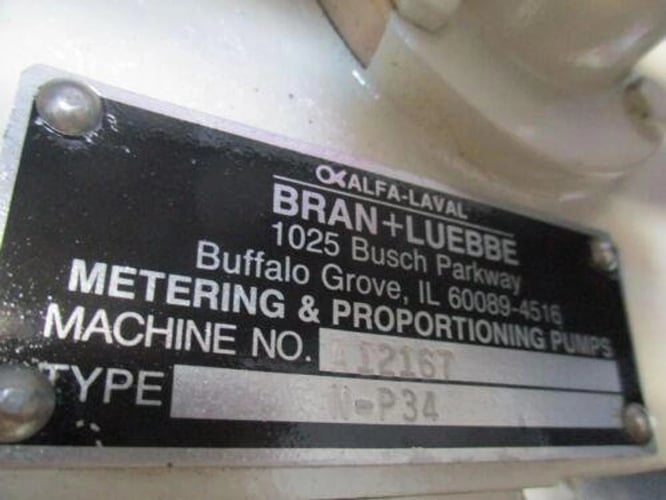 ALFA-LAVAL
BRAN+LUEBBE
1025 Busch Parkway
Buffalo Grove, IL 60089-4516
METERING & PROPORTIONING PUMPS
MACHINE NO.
TYPE N-P34